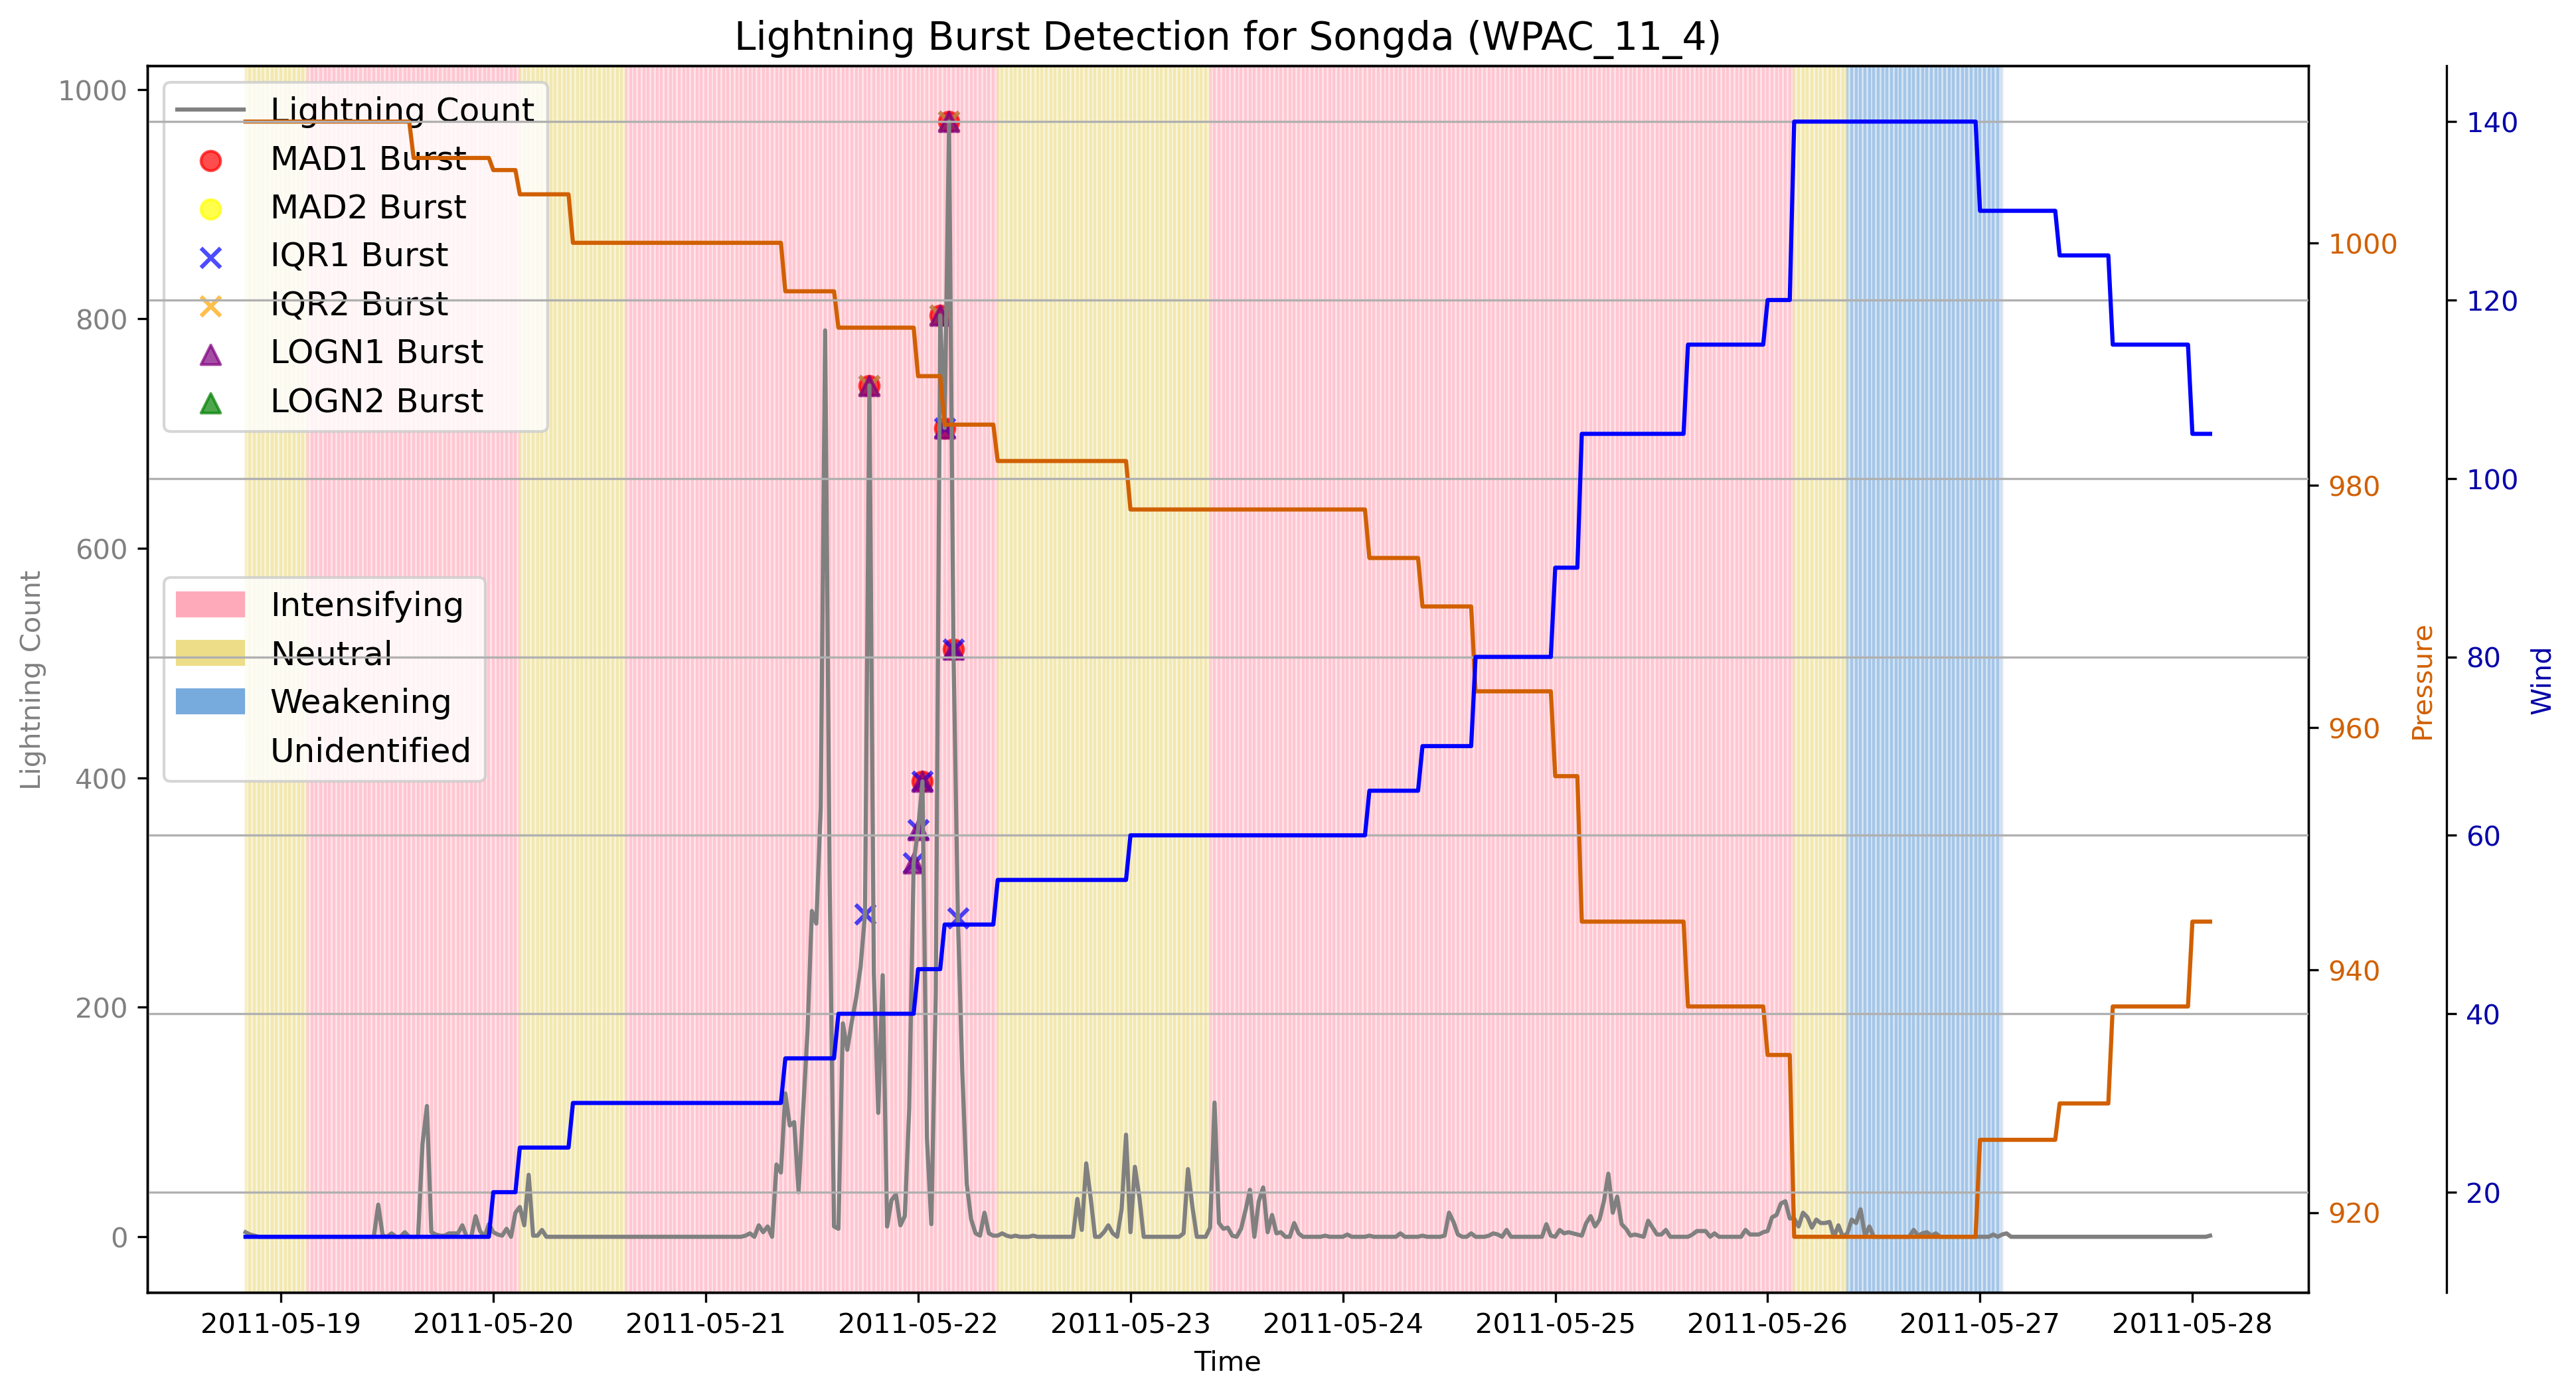 Lightning Burst Detection for Songda (WPAC_11_4)
Lightning Count
MAD1 Burst
MAD2 Burst
IQR1 Burst
IQR2 Burst
LOGN1 Burst
LOGN2 Burst
Intensifying
Neutral
Weakening
Unidentified
1000
800
600
400
200
0
Lightning Count
1000
980
960
940
920
Pressure
140
120
100
80
60
40
20
Wind
2011-05-19 2011-05-20 2011-05-21 2011-05-22 2011-05-23 2011-05-24 2011-05-25 2011-05-26 2011-05-27 2011-05-28
Time